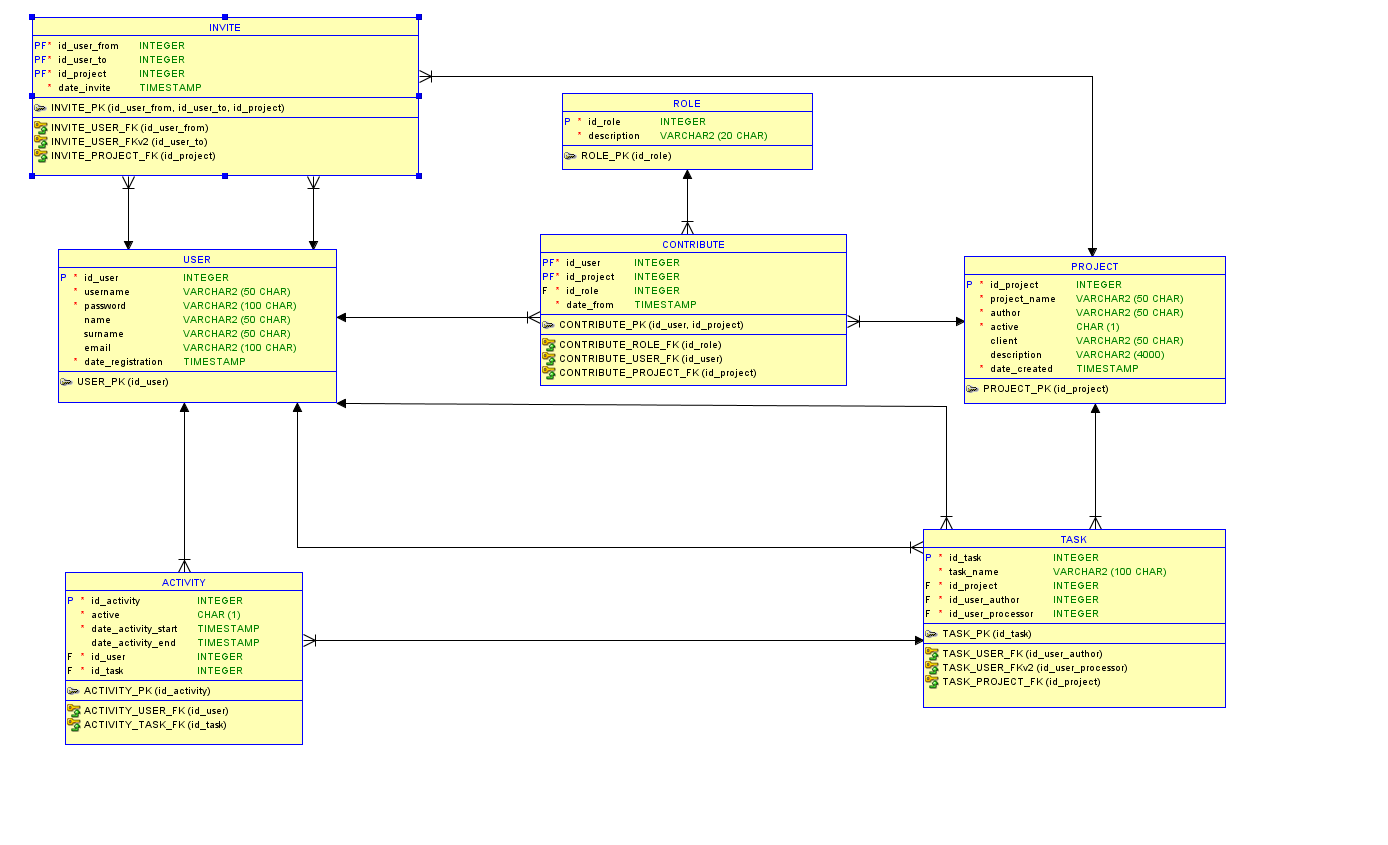 INVITE
PF* id_user_from INTEGER
PF* id_user_to INTEGER
PF* id_project INTEGER
* date_invite TIMESTAMP
INVITE_PK (id_user_from, id_user_to, id_project)
INVITE_USER_FK (id_user_from)
INVITE_USER_FKv2 (id_user_to)
INVITE_PROJECT_FK (id_project)
ROLE
P * id_role INTEGER
* description VARCHAR2 (20 CHAR)
ROLE_PK (id_role)
USER
P * id_user INTEGER
* username VARCHAR2 (50 CHAR)
* password VARCHAR2 (100 CHAR)
name VARCHAR2 (50 CHAR)
surname VARCHAR2 (50 CHAR)
email VARCHAR2 (100 CHAR)
* date_registration TIMESTAMP
USER_PK (id_user)
CONTRIBUTE
PF* id_user INTEGER
PF* id_project INTEGER
F * id_role INTEGER
* date_from TIMESTAMP
CONTRIBUTE_PK (id_user, id_project)
CONTRIBUTE_ROLE_FK (id_role)
CONTRIBUTE_USER_FK (id_user)
CONTRIBUTE_PROJECT_FK (id_project)
PROJECT
P * id_project INTEGER
* project_name VARCHAR2 (50 CHAR)
* author VARCHAR2 (50 CHAR)
* active CHAR (1)
client VARCHAR2 (50 CHAR)
description VARCHAR2 (4000)
* date_created TIMESTAMP
PROJECT_PK (id_project)
ACTIVITY
P * id_activity INTEGER
* active CHAR (1)
* date_activity_start TIMESTAMP
date_activity_end TIMESTAMP
F * id_user INTEGER
F * id_task INTEGER
ACTIVITY_PK (id_activity)
ACTIVITY_USER_FK (id_user)
ACTIVITY_TASK_FK (id_task)
TASK
P * id_task INTEGER
* task_name VARCHAR2 (100 CHAR)
F * id_project INTEGER
F * id_user_author INTEGER
F * id_user_processor INTEGER
TASK_PK (id_task)
TASK_USER_FK (id_user_author)
TASK_USER_FKv2 (id_user_processor)
TASK_PROJECT_FK (id_project)